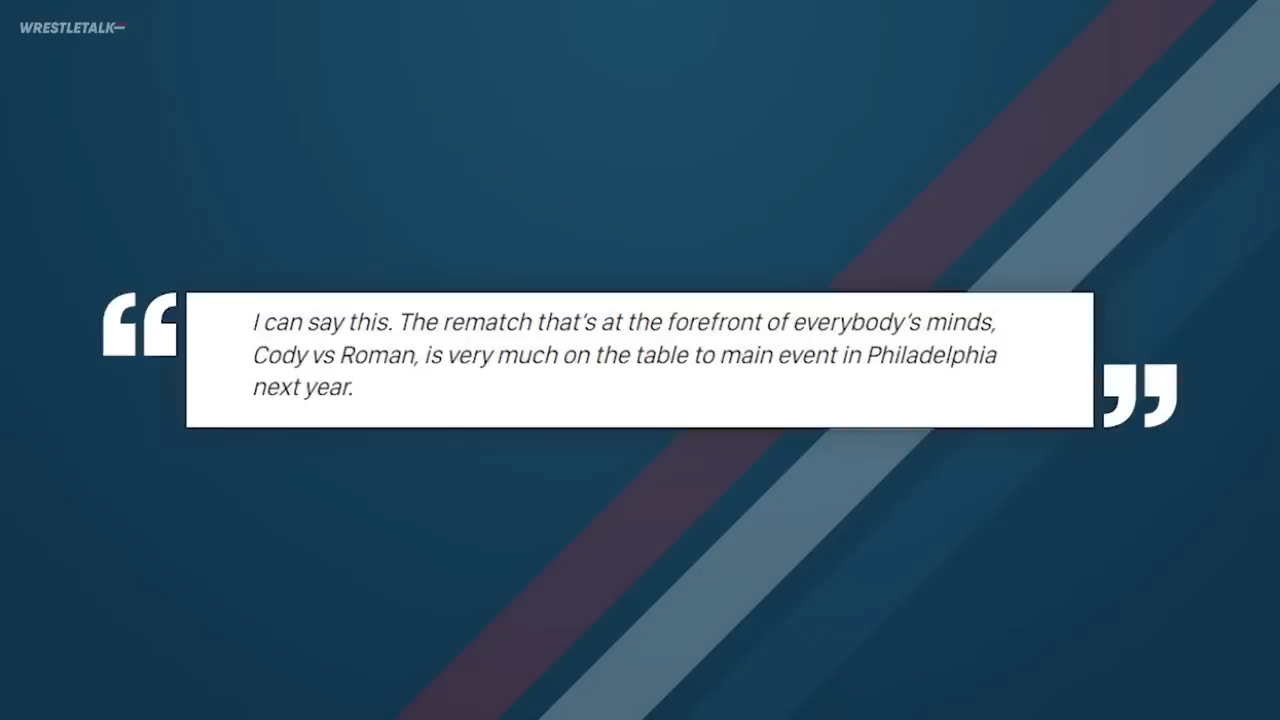 WRESTLETALK
I can say this. The rematch that's at the forefront of everybody's minds,
Cody vs Roman, is very much on the table to main event in Philadelphia
next year.